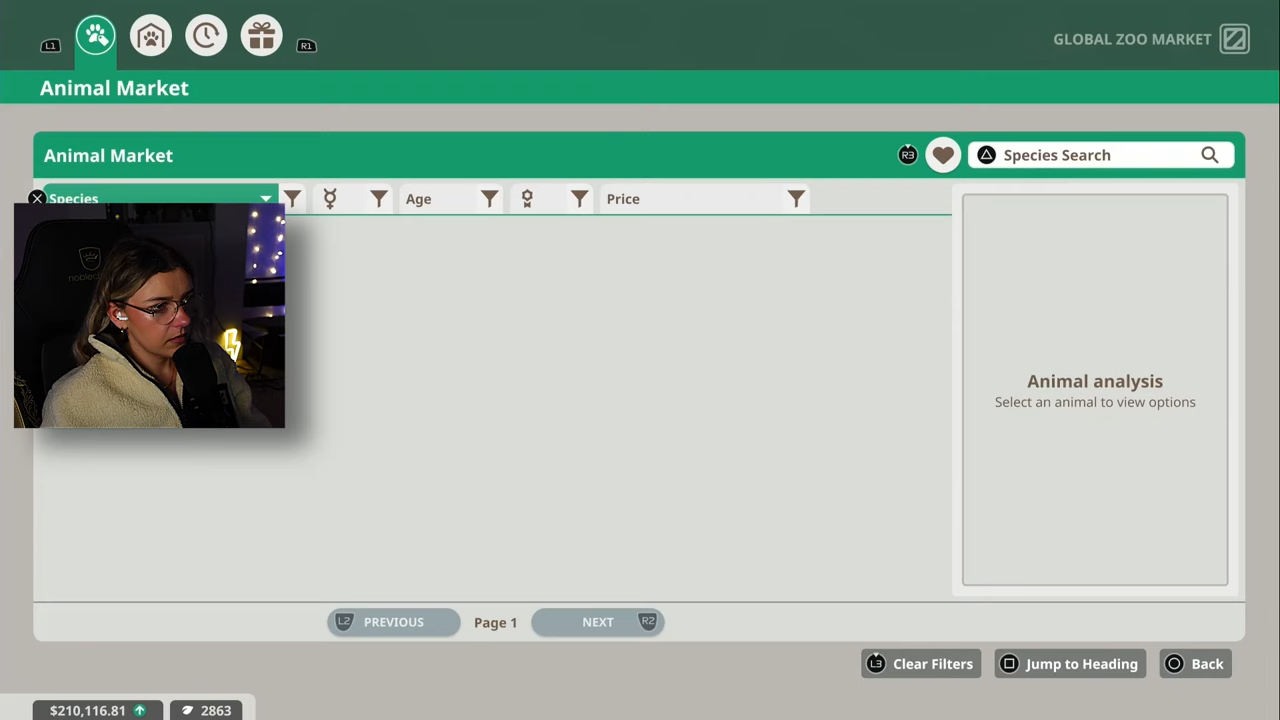 L1
R1
GLOBAL ZOO MARKET
Animal Market
Animal Market
R3
Species Search
Species
Age
Price
Animal analysis
Select an animal to view options
L2 PREVIOUS
Page 1
NEXT R2
L3 Clear Filters
Jump to Heading
Back
$210,116.81
2863